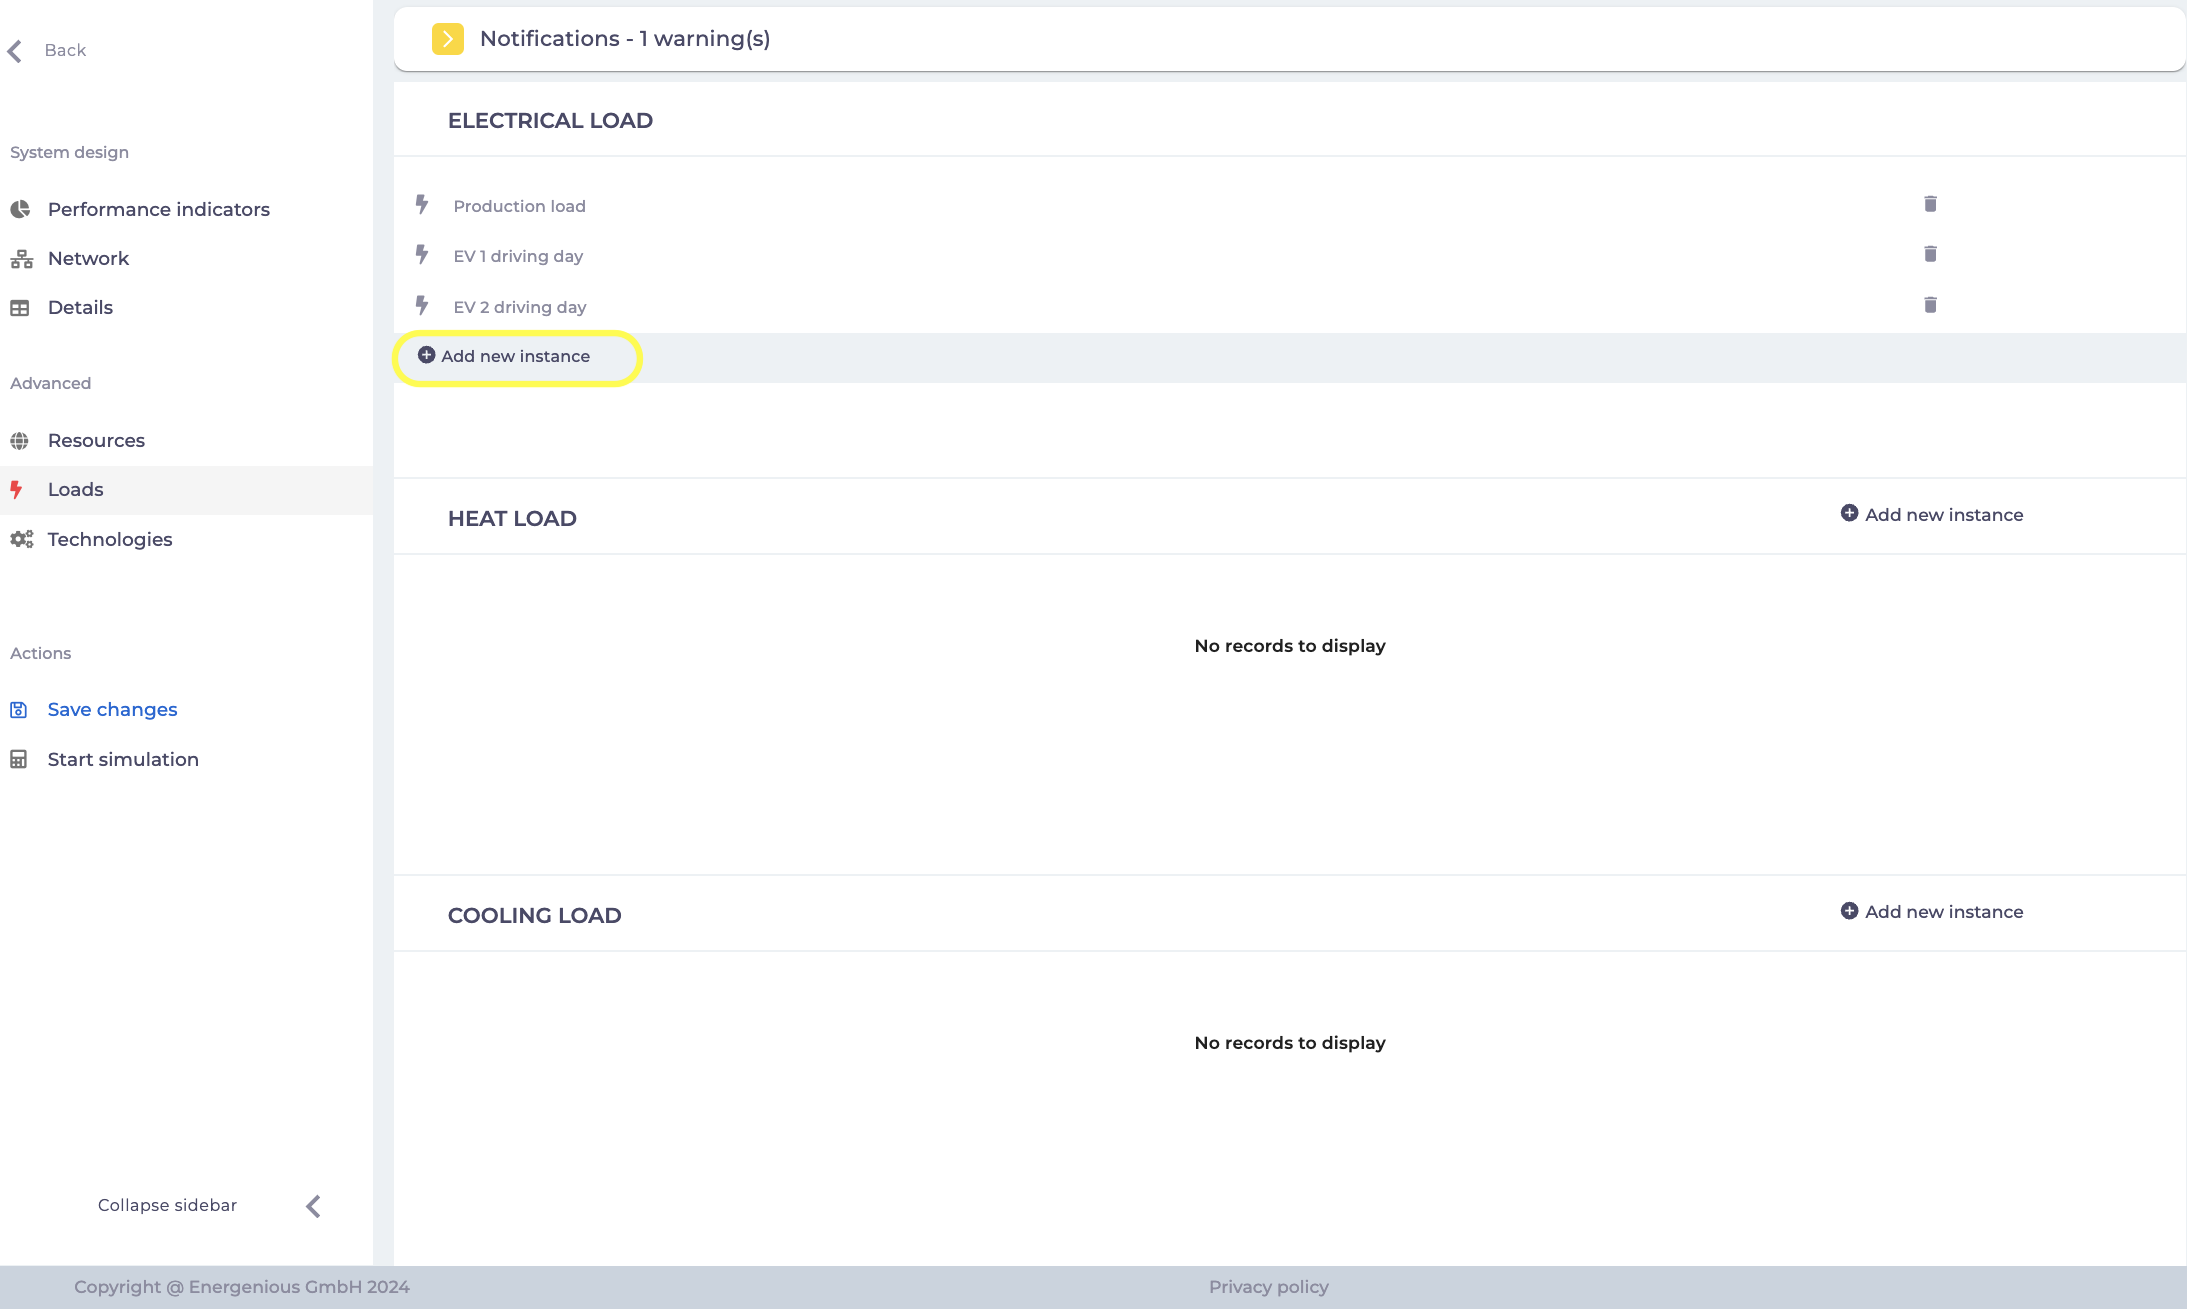 Back
System design
Performance indicators
Network
Details
Advanced
Resources
Loads
Technologies
Actions
Save changes
Start simulation
Collapse sidebar
Notifications - 1 warning(s)
ELECTRICAL LOAD
Production load
EV 1 driving day
EV 2 driving day
Add new instance
HEAT LOAD
Add new instance
No records to display
COOLING LOAD
Add new instance
No records to display
Copyright @ Energenious GmbH 2024
Privacy policy